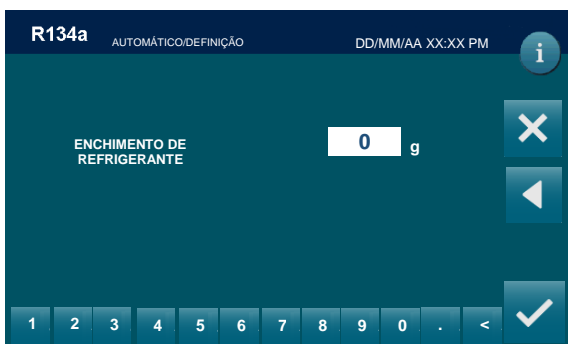 R134a AUTOMÁTICO/DEFINIÇÃO DD/MM/AA XX:XX PM i
ENCHIMENTO DE
REFRIGERANTE
0 g
1 2 3 4 5 6 7 8 9 0 . <